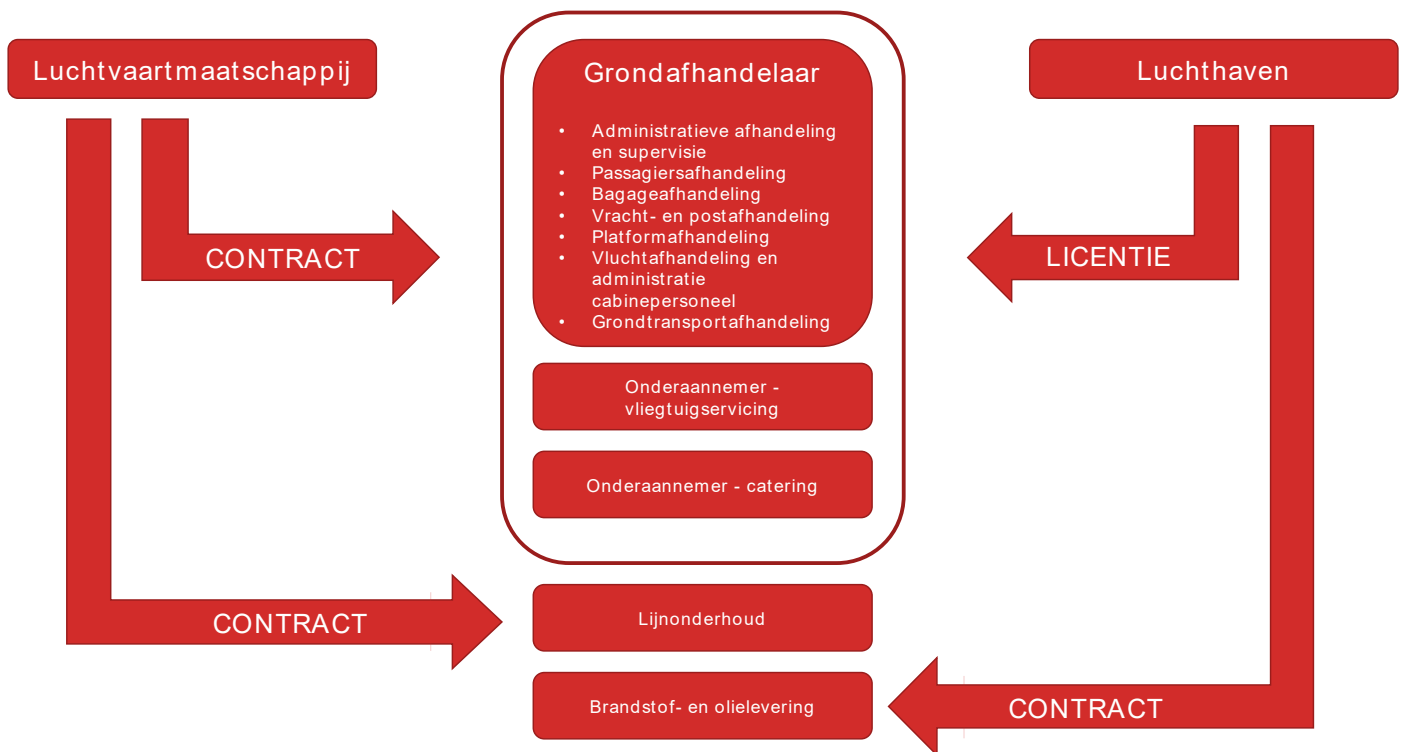 Luchtvaartmaatschappij
Grondafhandelaar
Luchthaven
• Administratieve afhandeling
en supervisie
• Passagiersafhandeling
• Bagageafhandeling
• Vracht- en postafhandeling
• Platformafhandeling
• Vluchtafhandeling en
administratie
cabinepersoneel
• Grondtransportafhandeling
CONTRACT
LICENTIE
Onderaannemer -
vliegtuigservicing
Onderaannemer - catering
CONTRACT
Lijnonderhoud
Brandstof- en olielevering
CONTRACT